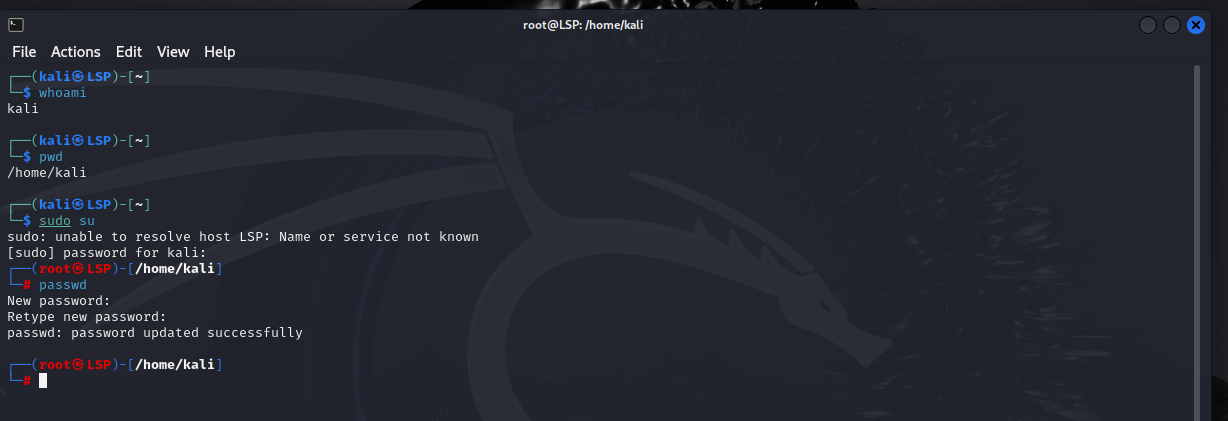 root@LSP: /home/kali
File Actions Edit View Help
┌──(kali㉿LSP)-[~]
└─$ whoami
kali
┌──(kali㉿LSP)-[~]
└─$ pwd
/home/kali
┌──(kali㉿LSP)-[~]
└─$ sudo su
sudo: unable to resolve host LSP: Name or service not known
[sudo] password for kali:
┌──(root㉿LSP)-[/home/kali]
└─# passwd
New password:
Retype new password:
passwd: password updated successfully
┌──(root㉿LSP)-[/home/kali]
└─#